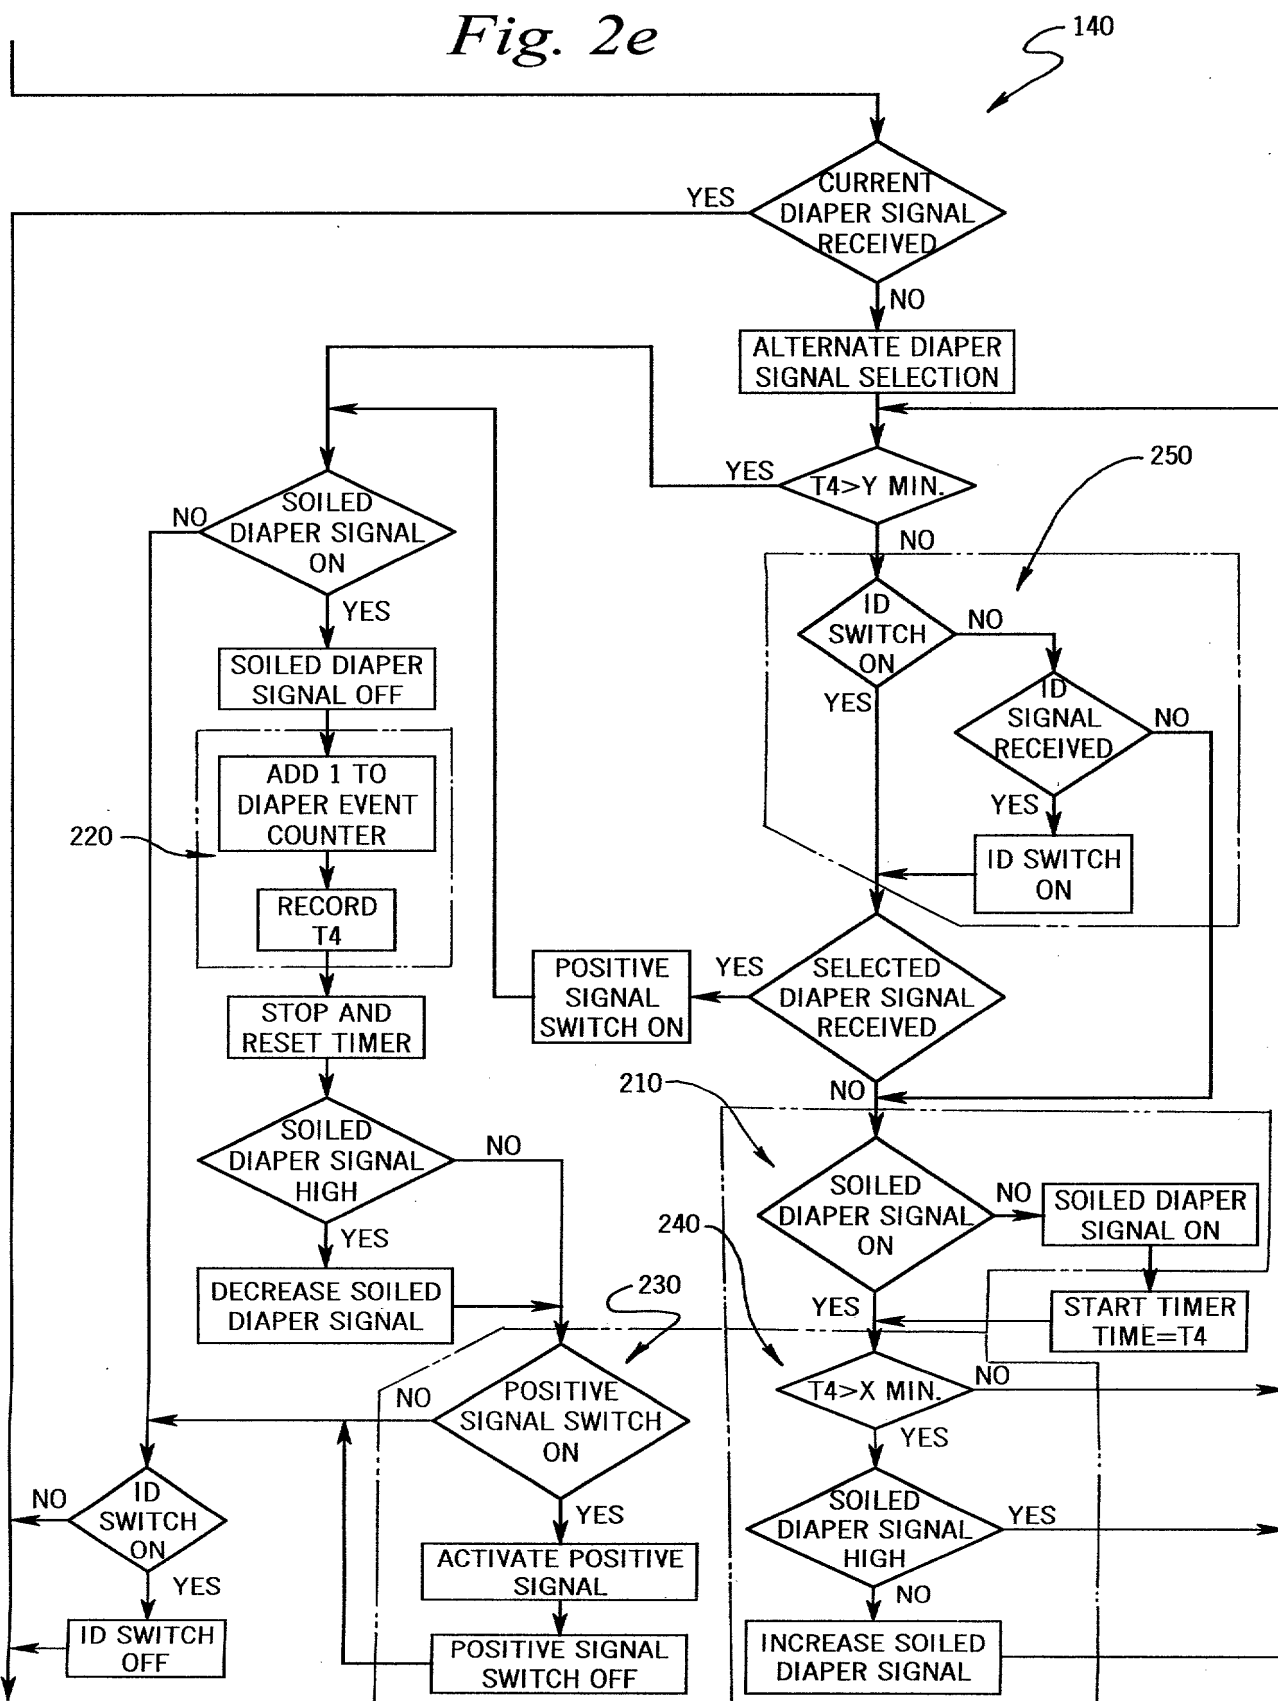 Fig. 2e
140
CURRENT
DIAPER SIGNAL
RECEIVED
YES
NO
ALTERNATE DIAPER
SIGNAL SELECTION
T4>Y MIN.
YES
NO
250
SOILED
DIAPER SIGNAL
ON
NO
YES
ID
SWITCH
ON
NO
YES
ID
SIGNAL
RECEIVED
NO
YES
ID SWITCH
ON
SOILED DIAPER
SIGNAL OFF
ADD 1 TO
DIAPER EVENT
COUNTER
220
RECORD
T4
STOP AND
RESET TIMER
POSITIVE
SIGNAL
SWITCH ON
YES
SELECTED
DIAPER SIGNAL
RECEIVED
NO
210
SOILED
DIAPER SIGNAL
HIGH
NO
YES
DECREASE SOILED
DIAPER SIGNAL
SOILED
DIAPER SIGNAL
ON
NO
SOILED DIAPER
SIGNAL ON
240
YES
START TIMER
TIME=T4
230
T4>X MIN.
NO
YES
POSITIVE
SIGNAL SWITCH
ON
NO
YES
SOILED
DIAPER SIGNAL
HIGH
YES
NO
ID
SWITCH
ON
NO
YES
ID SWITCH
OFF
ACTIVATE POSITIVE
SIGNAL
POSITIVE SIGNAL
SWITCH OFF
INCREASE SOILED
DIAPER SIGNAL